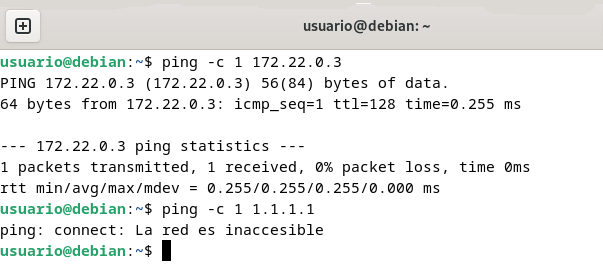 usuario@debian: ~
usuario@debian:~$ ping -c 1 172.22.0.3
PING 172.22.0.3 (172.22.0.3) 56(84) bytes of data.
64 bytes from 172.22.0.3: icmp_seq=1 ttl=128 time=0.255 ms
--- 172.22.0.3 ping statistics ---
1 packets transmitted, 1 received, 0% packet loss, time 0ms
rtt min/avg/max/mdev = 0.255/0.255/0.255/0.000 ms
usuario@debian:~$ ping -c 1 1.1.1.1
ping: connect: La red es inaccesible
usuario@debian:~$